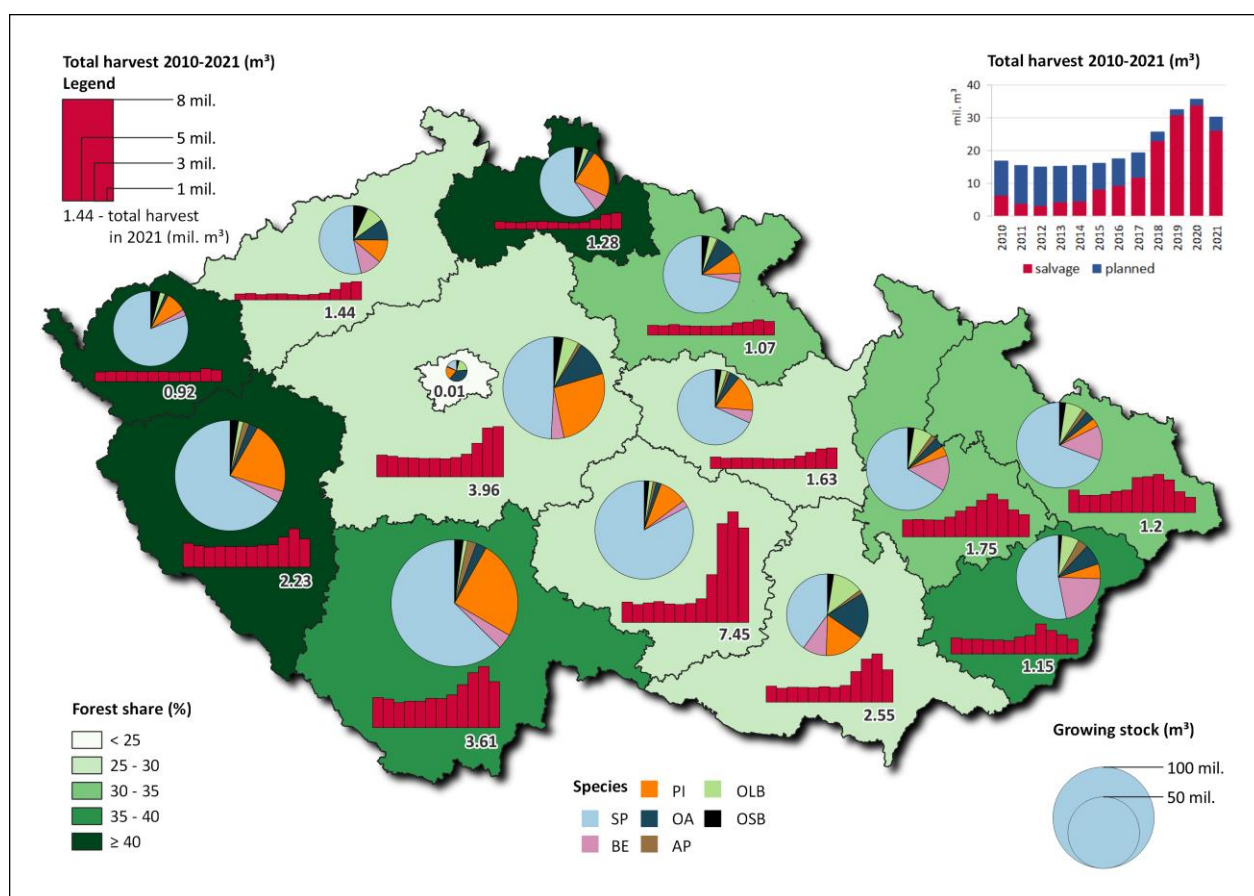 Total harvest 2010-2021 (m³)
Legend
8 mil.
5 mil.
3 mil.
1 mil.
1.44 - total harvest
in 2021 (mil. m³)
Total harvest 2010-2021 (m³)
mil. m³
40
30
20
10
0
2010
2011
2012
2013
2014
2015
2016
2017
2018
2019
2020
2021
salvage
planned
1.28
1.44
1.07
0.92
0.01
3.96
1.63
2.23
1.75
1.2
7.45
1.15
2.55
3.61
Forest share (%)
< 25
25 - 30
30 - 35
35 - 40
≥ 40
Species
PI
OLB
SP
OA
OSB
BE
AP
Growing stock (m³)
100 mil.
50 mil.